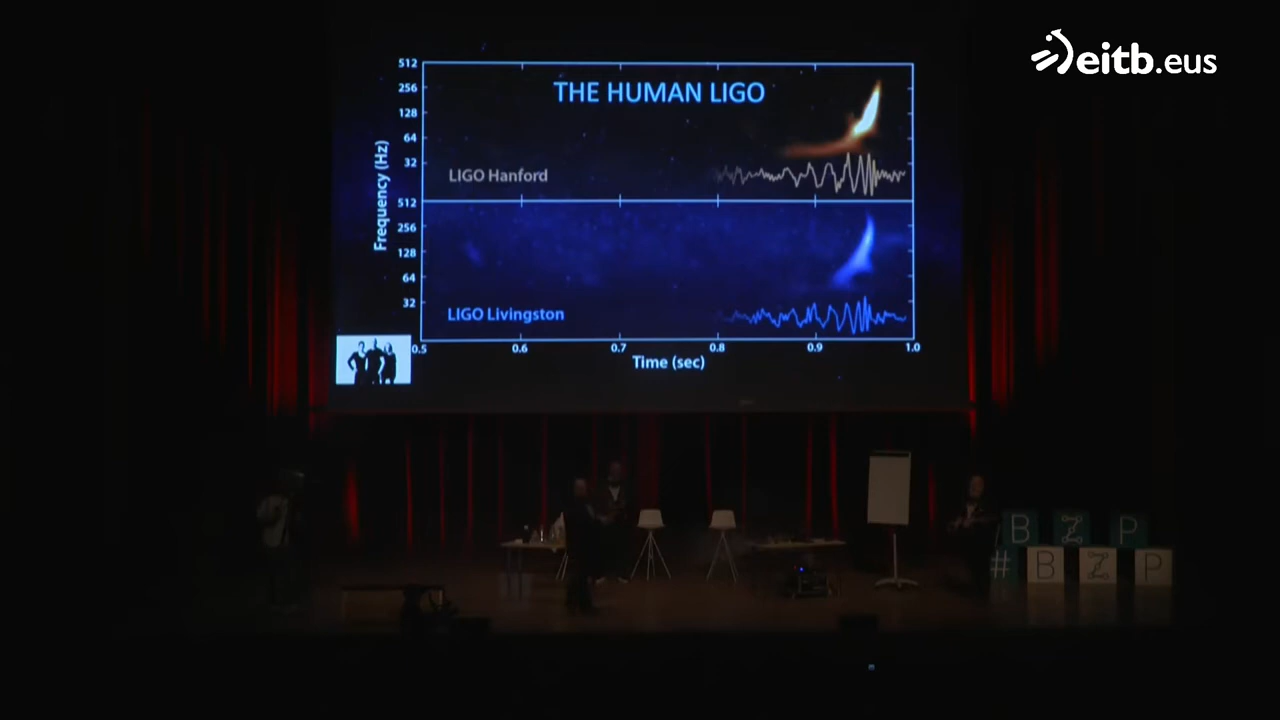 eitb.eus
THE HUMAN LIGO
512
256
128
64
32
LIGO Hanford
Frequency (Hz)
512
256
128
64
32
LIGO Livingston
0.5 0.6 0.7 0.8 0.9 1.0
Time (sec)
B Z P
# B Z P